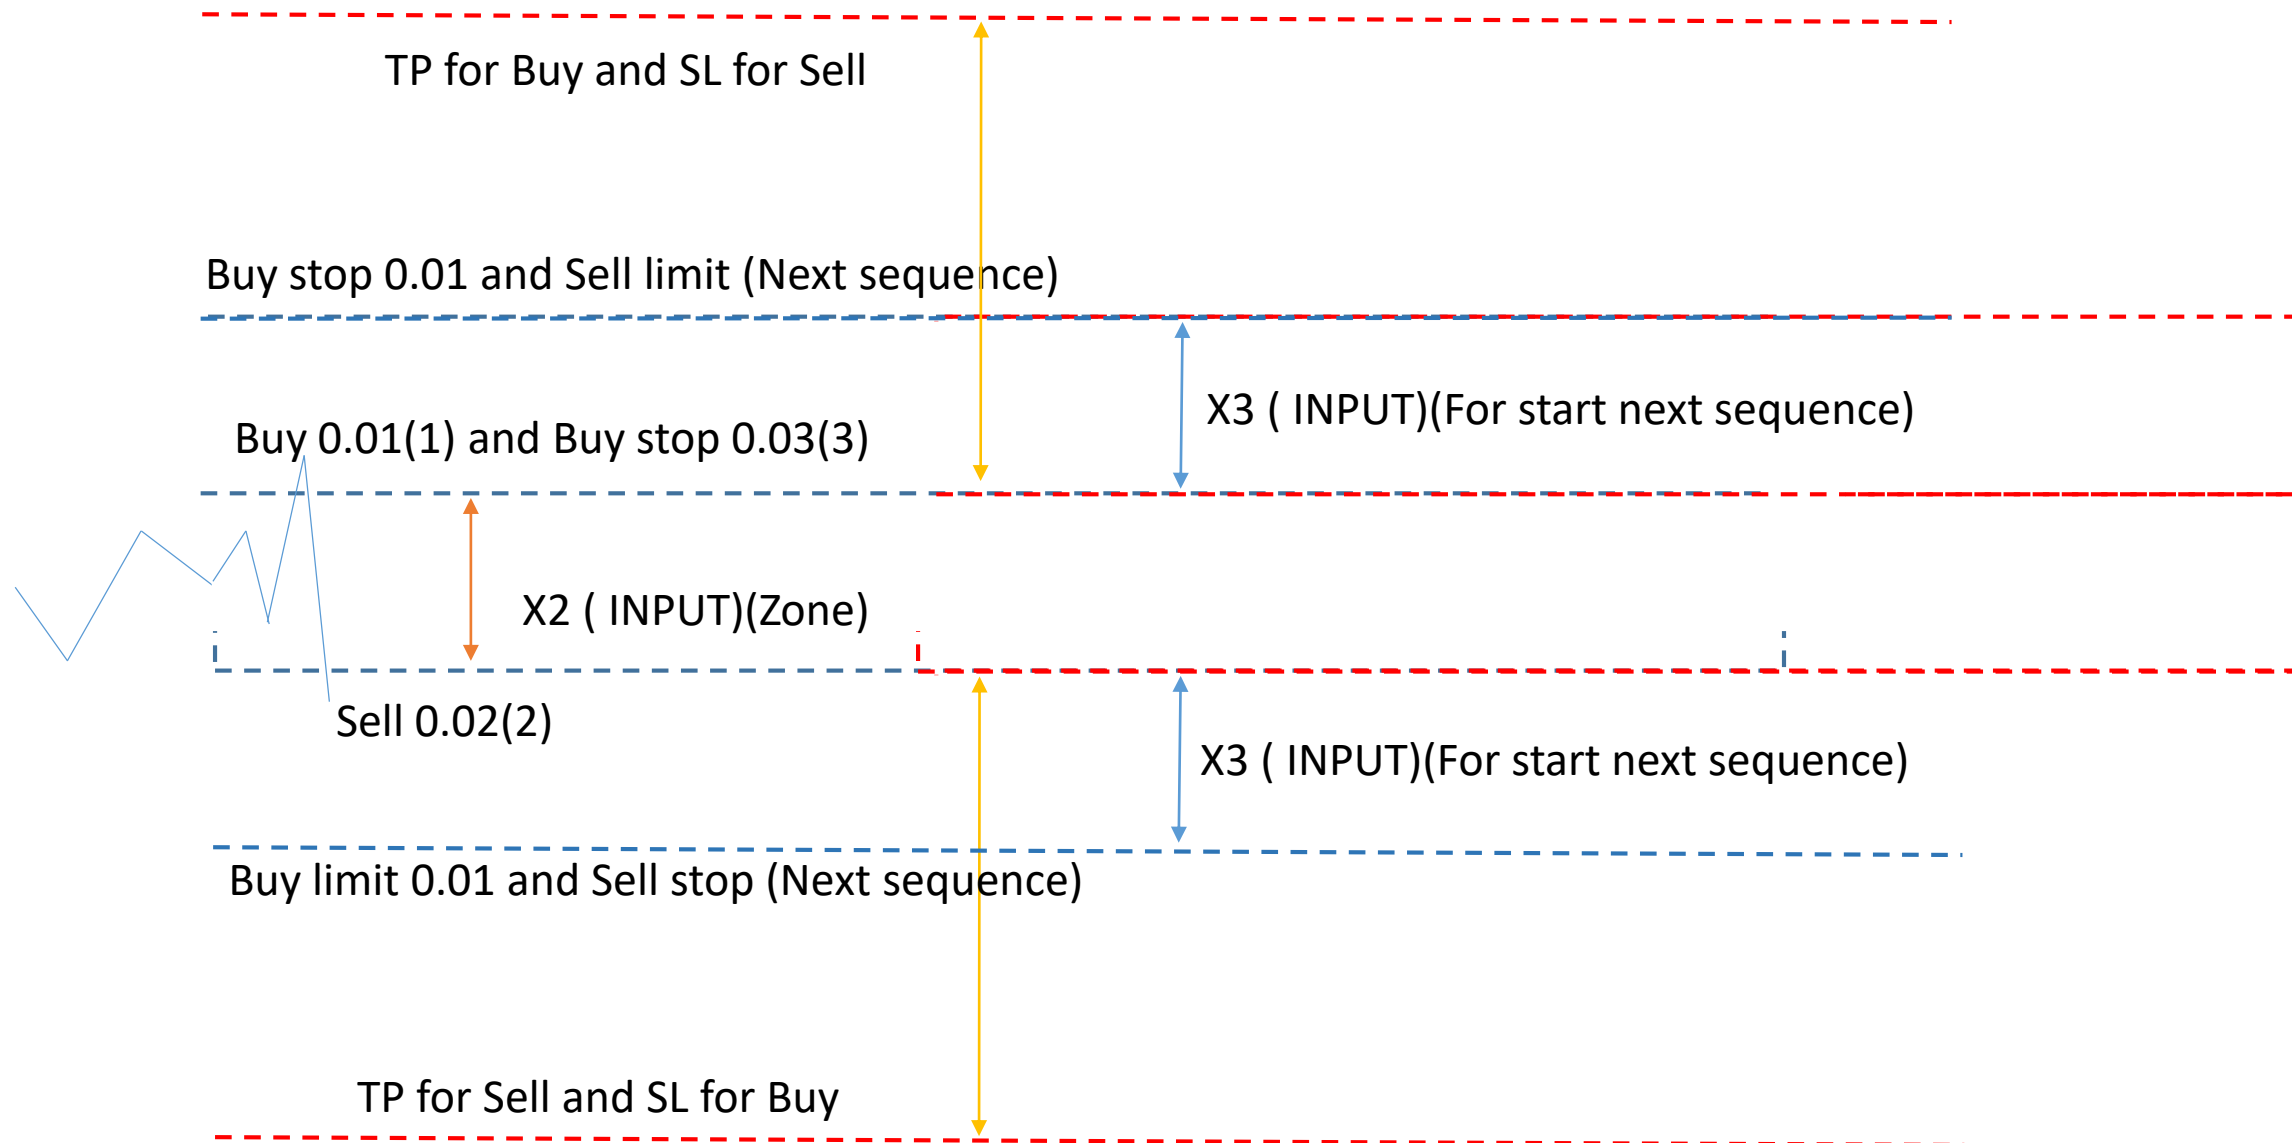 TP for Buy and SL for Sell
Buy stop 0.01 and Sell limit (Next sequence)
X3 ( INPUT)(For start next sequence)
Buy 0.01(1) and Buy stop 0.03(3)
X2 ( INPUT)(Zone)
Sell 0.02(2)
X3 ( INPUT)(For start next sequence)
Buy limit 0.01 and Sell stop (Next sequence)
TP for Sell and SL for Buy